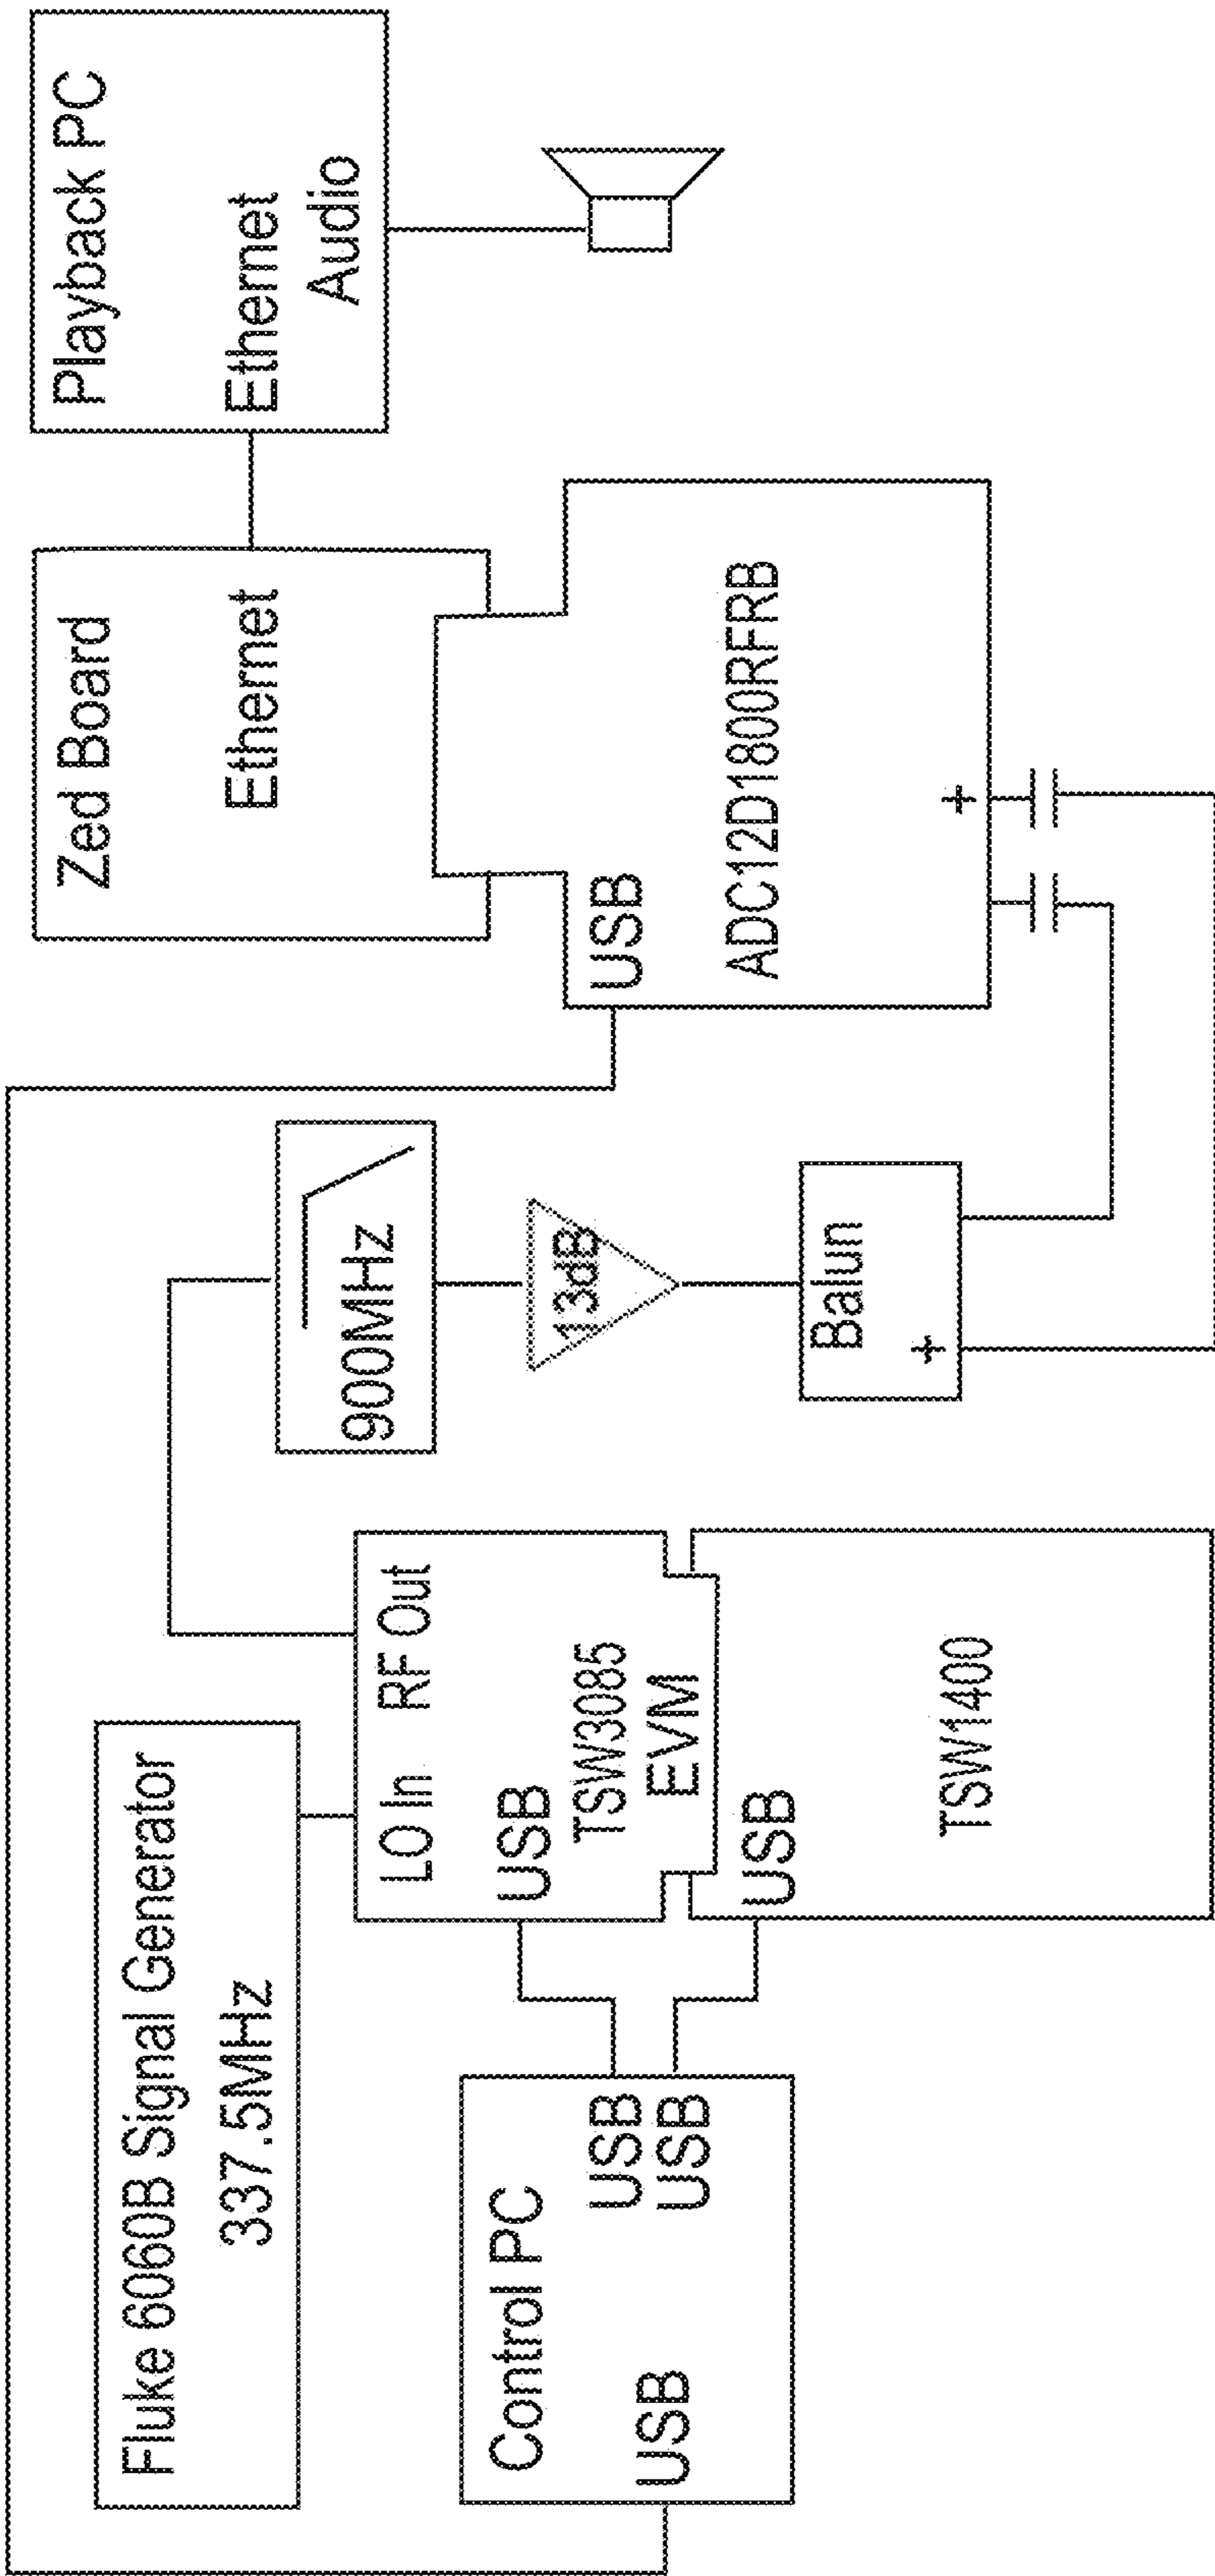 Fluke 6060B Signal Generator
337.5MHz
Control PC
USB
USB
USB
LO In
RF Out
USB
TSW3085
EVM
USB
TSW1400
900MHz
13dB
Balun
+
Zed Board
Ethernet
USB
ADC12D1800RFRB
+
Playback PC
Ethernet
Audio